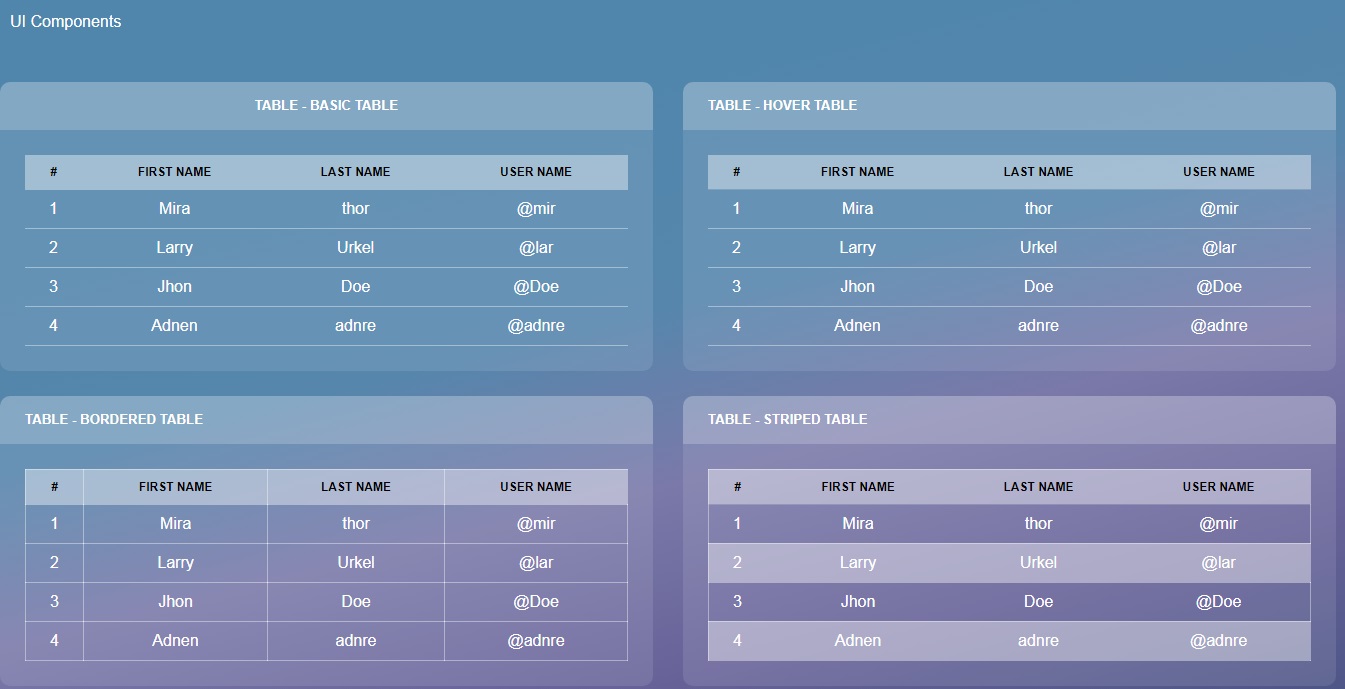 UI Components
TABLE - BASIC TABLE
# FIRST NAME LAST NAME USER NAME
1 Mira thor @mir
2 Larry Urkel @lar
3 Jhon Doe @Doe
4 Adnen adnre @adnre
TABLE - HOVER TABLE
# FIRST NAME LAST NAME USER NAME
1 Mira thor @mir
2 Larry Urkel @lar
3 Jhon Doe @Doe
4 Adnen adnre @adnre
TABLE - BORDERED TABLE
# FIRST NAME LAST NAME USER NAME
1 Mira thor @mir
2 Larry Urkel @lar
3 Jhon Doe @Doe
4 Adnen adnre @adnre
TABLE - STRIPED TABLE
# FIRST NAME LAST NAME USER NAME
1 Mira thor @mir
2 Larry Urkel @lar
3 Jhon Doe @Doe
4 Adnen adnre @adnre